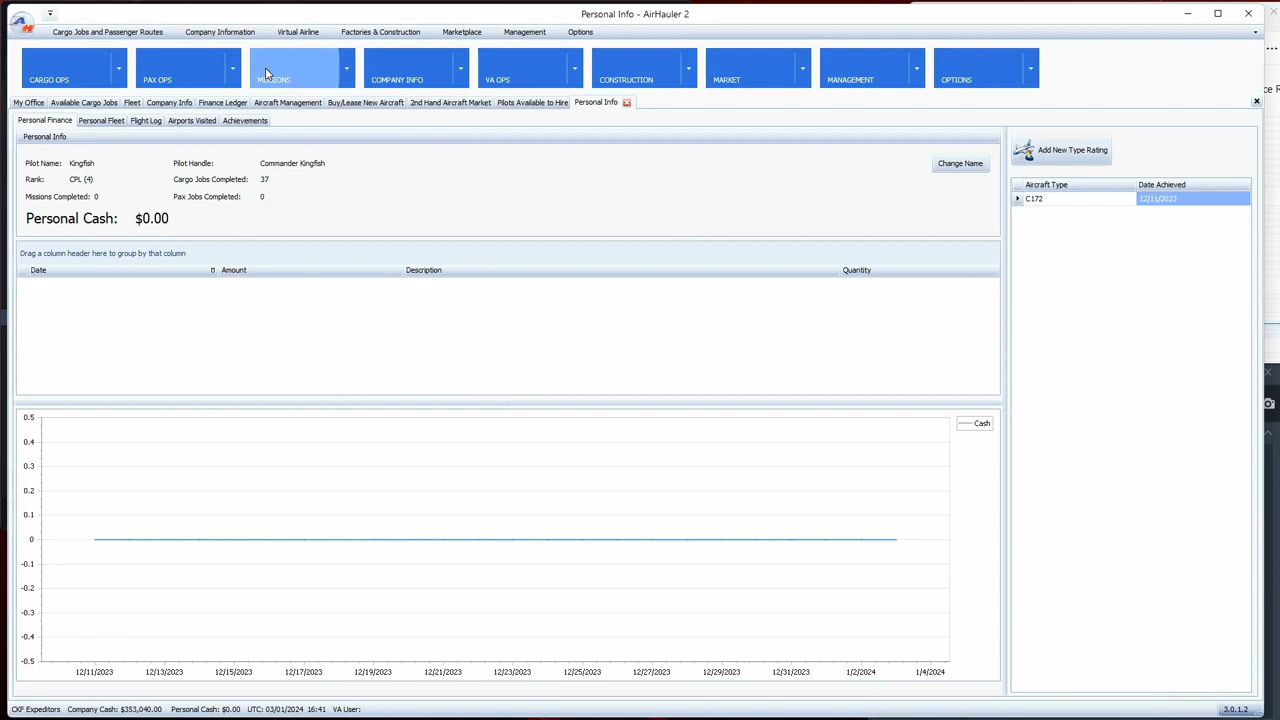 Personal Info - AirHauler 2
Cargo Jobs and Passenger Routes Company Information Virtual Airline Factories & Construction Marketplace Management Options
CARGO OPS PAX OPS MISSIONS COMPANY INFO VA OPS CONSTRUCTION MARKET MANAGEMENT OPTIONS
My Office Available Cargo Jobs Fleet Company Info Finance Ledger Aircraft Management Buy/Lease New Aircraft 2nd Hand Aircraft Market Pilots Available to Hire Personal Info
Personal Finance Personal Fleet Flight Log Airports Visited Achievements
Personal Info
Pilot Name: Kingfish Pilot Handle: Commander Kingfish Change Name
Rank: CPL (4) Cargo Jobs Completed: 37
Missions Completed: 0 Pax Jobs Completed: 0
Personal Cash: $0.00
Add New Type Rating
Aircraft Type Date Achieved
C172 12/11/2023
Drag a column header here to group by that column
Date Amount Description Quantity
Cash
0.5
0.4
0.3
0.2
0.1
0
-0.1
-0.2
-0.3
-0.4
-0.5
12/11/2023 12/13/2023 12/15/2023 12/17/2023 12/19/2023 12/21/2023 12/23/2023 12/25/2023 12/27/2023 12/29/2023 12/31/2023 1/2/2024 1/4/2024
CKF Expeditors Company Cash: $353,040.00 Personal Cash: $0.00 UTC: 03/01/2024 16:41 VA User: 3.0.1.2